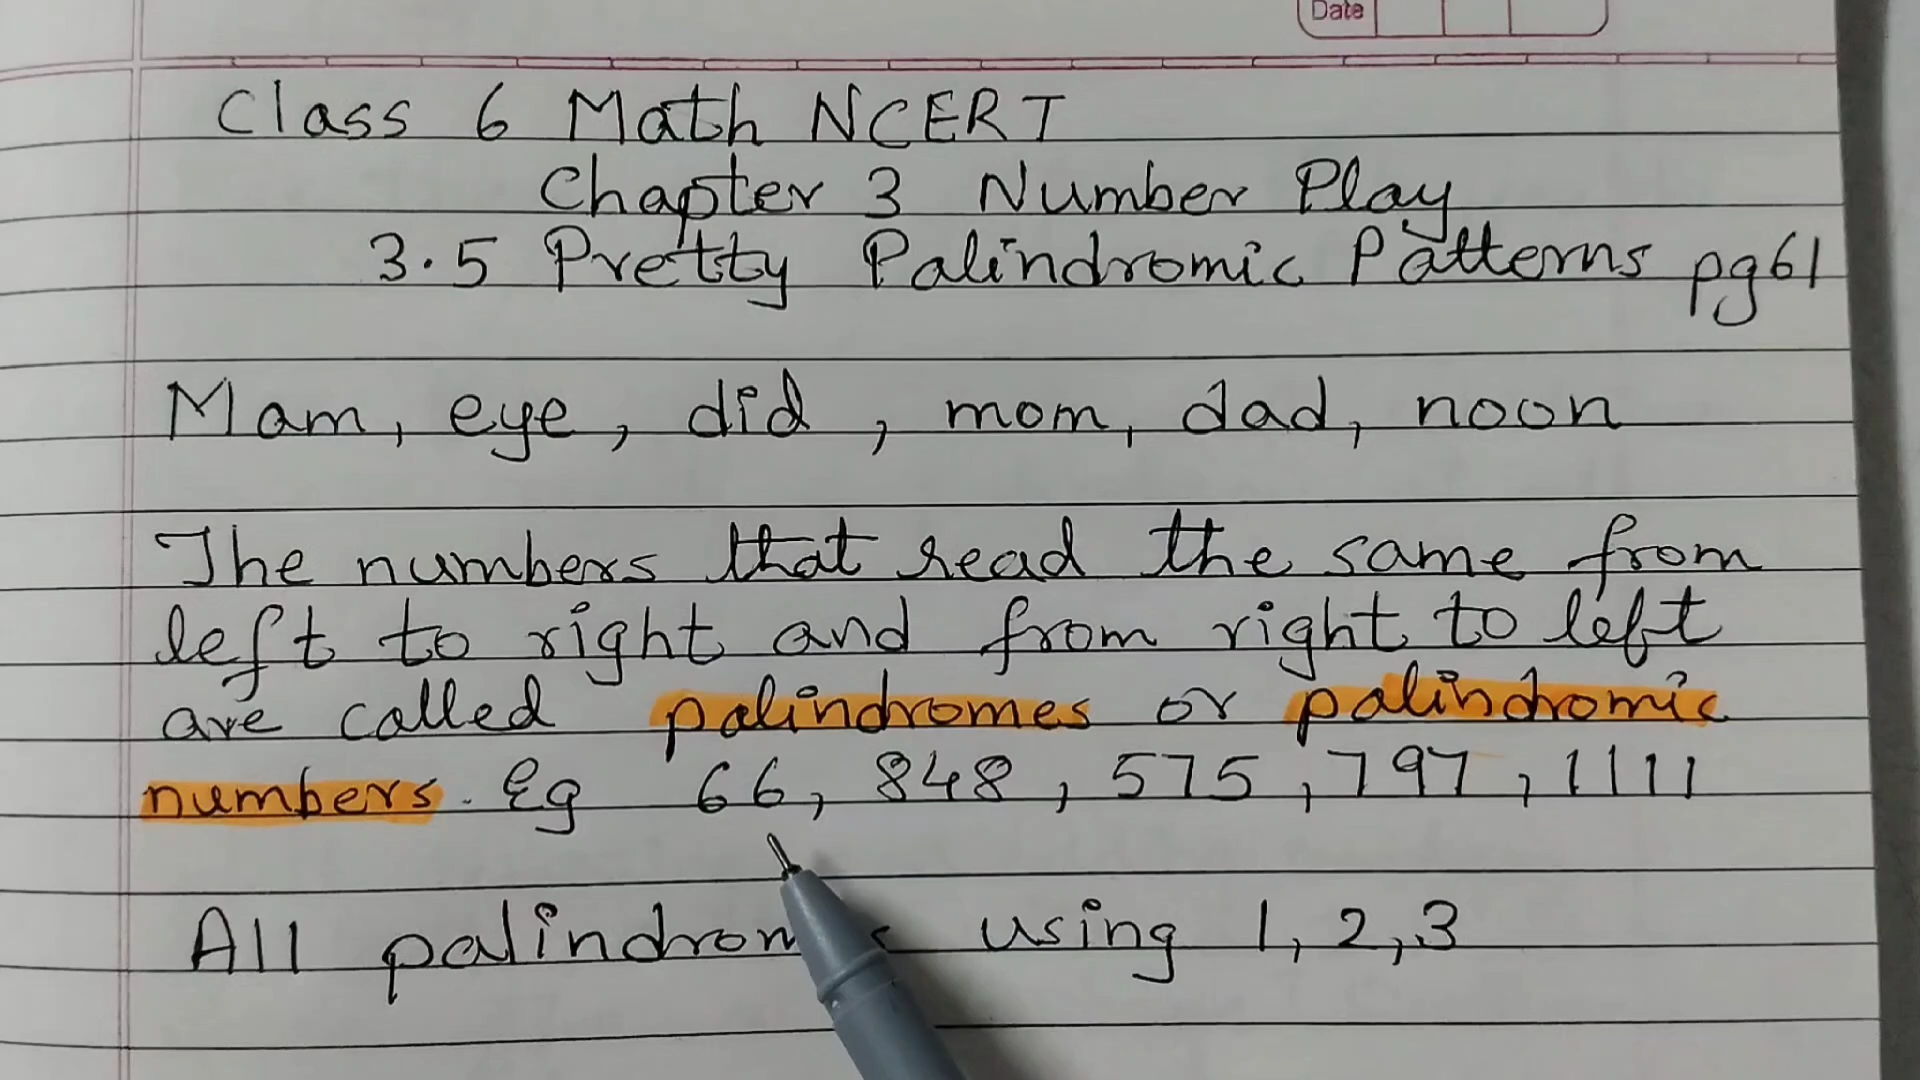 Date
Class 6 Math NCERT
Chapter 3 Number Play
3.5 Pretty Palindromic Patterns pg61
Mam, eye, did, mom, dad, noon
The numbers that read the same from
left to right and from right to left
are called palindromes or palindromic
numbers. Eg 66, 848, 575, 797, 1111
All using 1, 2, 3